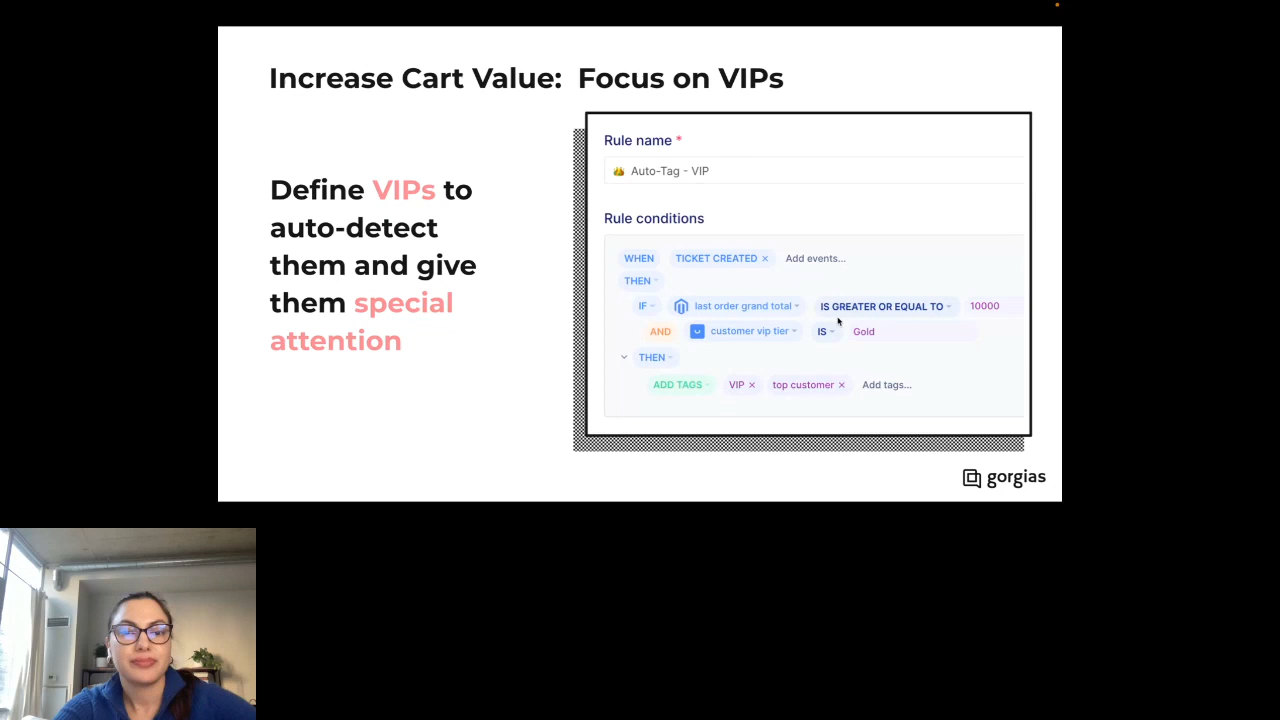 Increase Cart Value:  Focus on VIPs
Define VIPs to
auto-detect
them and give
them special
attention
Rule name *
Auto-Tag - VIP
Rule conditions
WHEN TICKET CREATED × Add events...
THEN
IF last order grand total IS GREATER OR EQUAL TO 10000
AND customer vip tier IS Gold
THEN
ADD TAGS VIP × top customer × Add tags...
gorgias